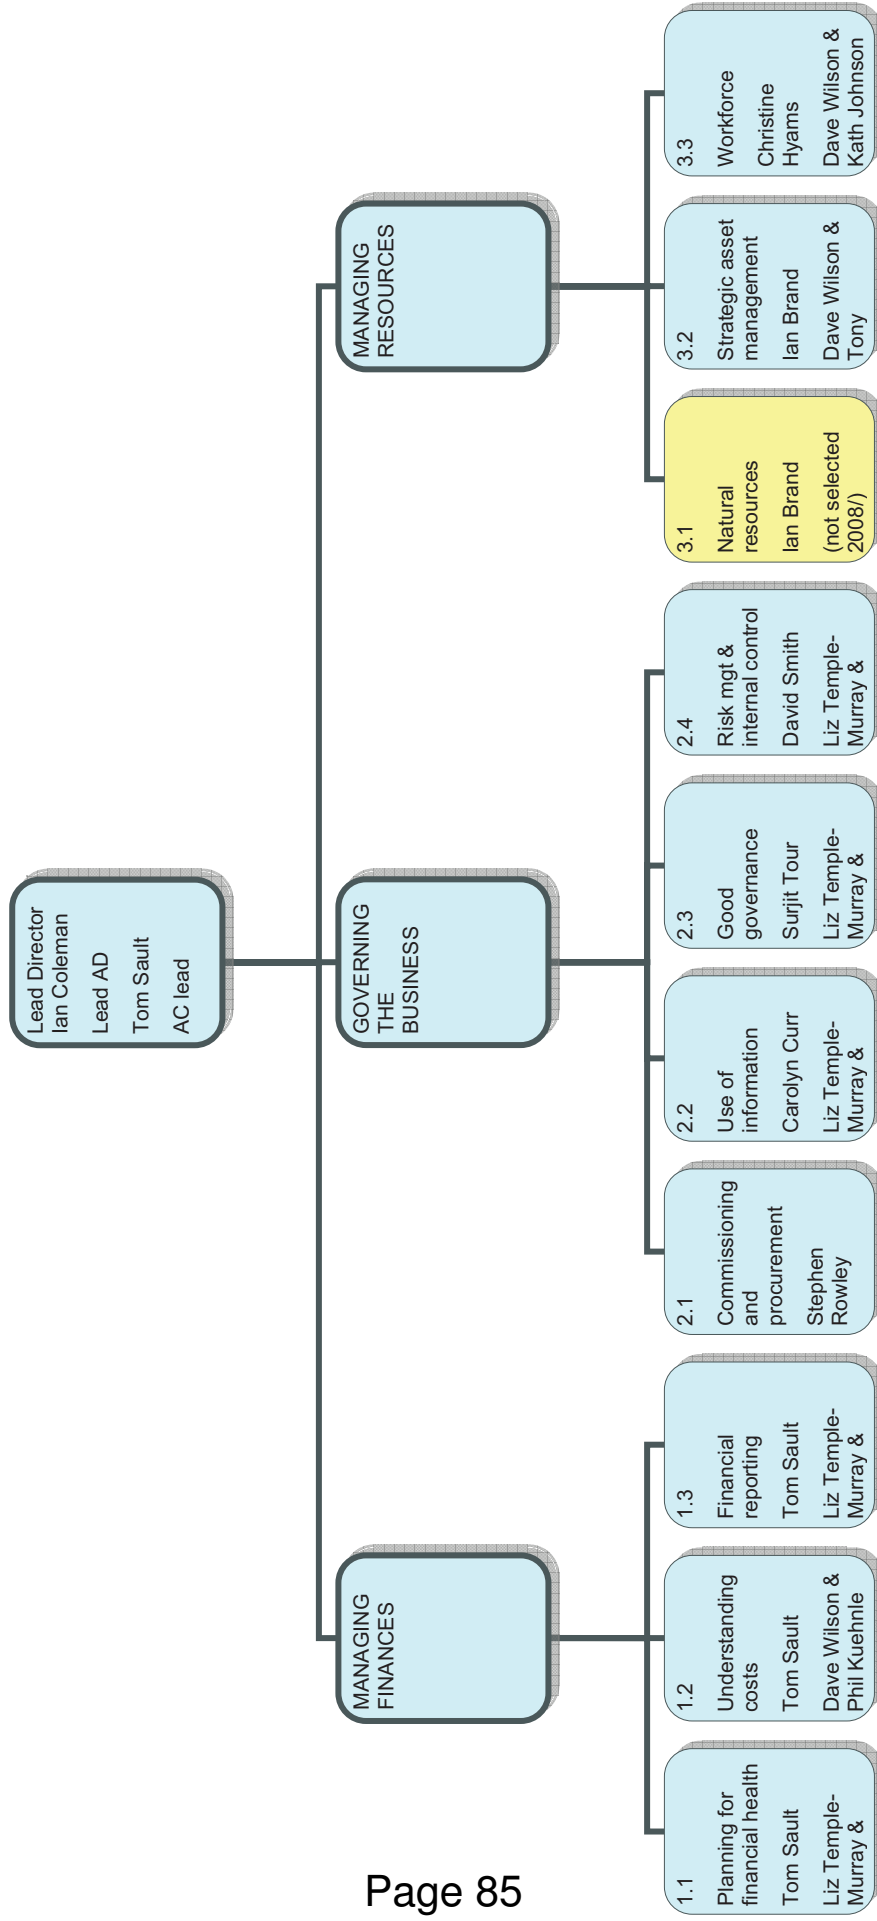 Lead Director
Ian Coleman
Lead AD
Tom Sault
AC lead
MANAGING
FINANCES
GOVERNING
THE
BUSINESS
MANAGING
RESOURCES
1.1
Planning for
financial health
Tom Sault
Liz Temple-
Murray &
1.2
Understanding
costs
Tom Sault
Dave Wilson &
Phil Kuehnle
1.3
Financial
reporting
Tom Sault
Liz Temple-
Murray &
2.1
Commissioning
and
procurement
Stephen
Rowley
2.2
Use of
information
Carolyn Curr
Liz Temple-
Murray &
2.3
Good
governance
Surjit Tour
Liz Temple-
Murray &
2.4
Risk mgt &
internal control
David Smith
Liz Temple-
Murray &
3.1
Natural
resources
Ian Brand
(not selected
2008/)
3.2
Strategic asset
management
Ian Brand
Dave Wilson &
Tony
3.3
Workforce
Christine
Hyams
Dave Wilson &
Kath Johnson
Page 85